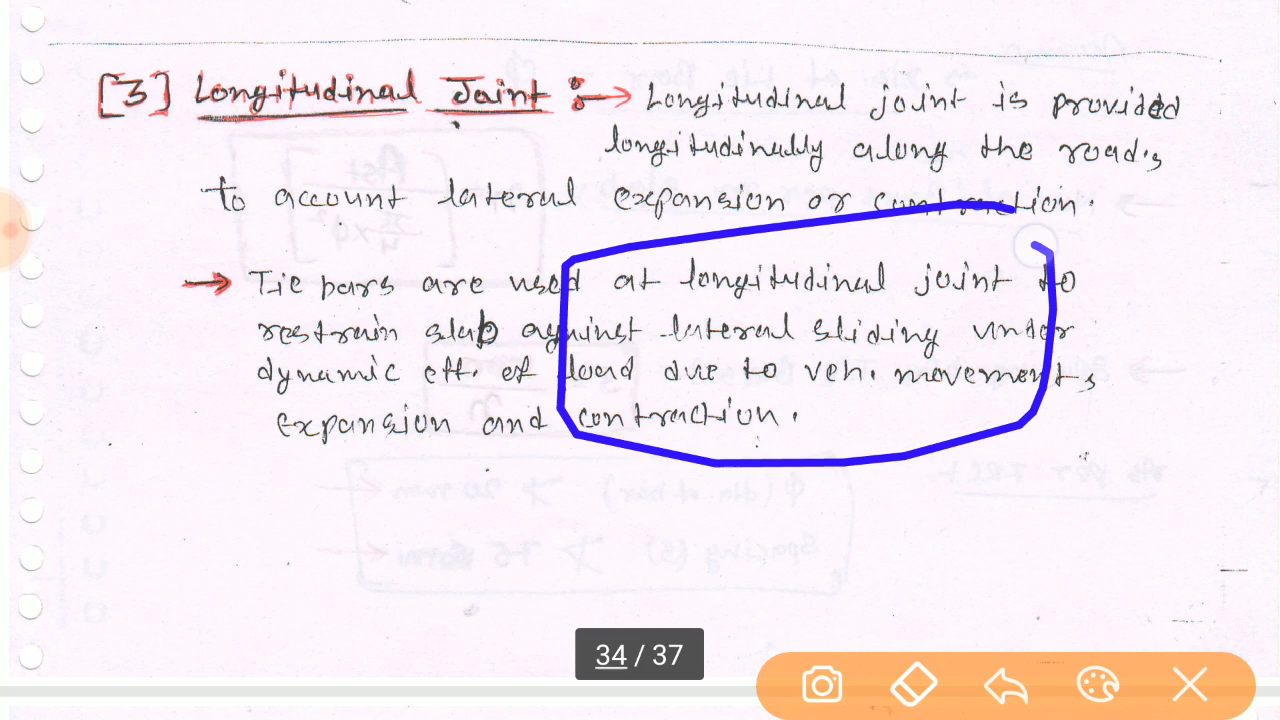 [3] Longitudinal Joint :→ Longitudinal joint is provided
longitudinally along the roads
to account lateral expansion or contraction.
→ Tie bars are used at longitudinal joint to
restrain slab against lateral sliding under
dynamic eff. of load due to veh. movements
expansion and contraction.
34 / 37